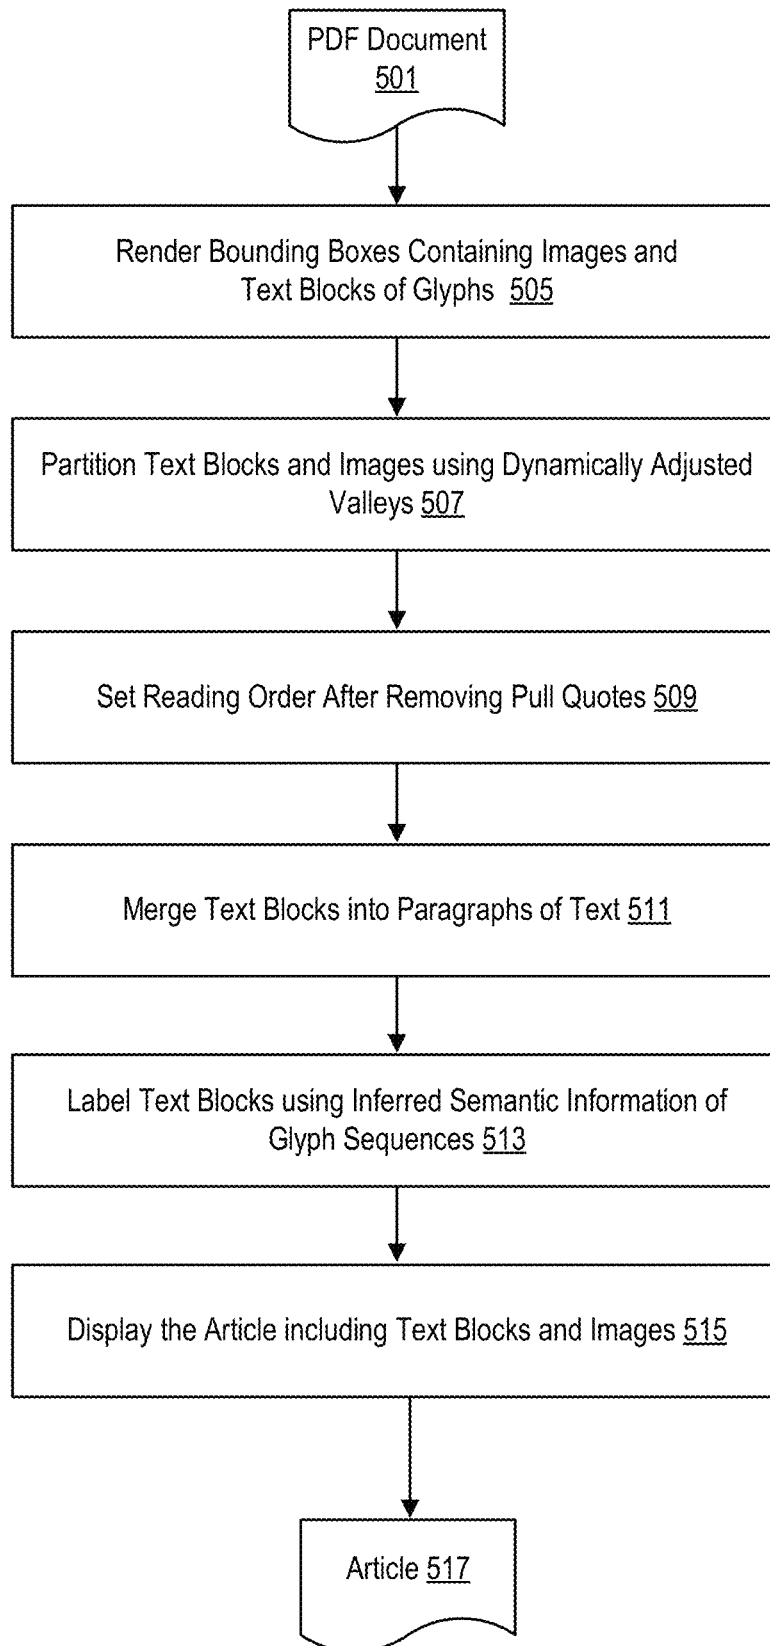 PDF Document
501
Render Bounding Boxes Containing Images and
Text Blocks of Glyphs 505
Partition Text Blocks and Images using Dynamically Adjusted
Valleys 507
Set Reading Order After Removing Pull Quotes 509
Merge Text Blocks into Paragraphs of Text 511
Label Text Blocks using Inferred Semantic Information of
Glyph Sequences 513
Display the Article including Text Blocks and Images 515
Article 517